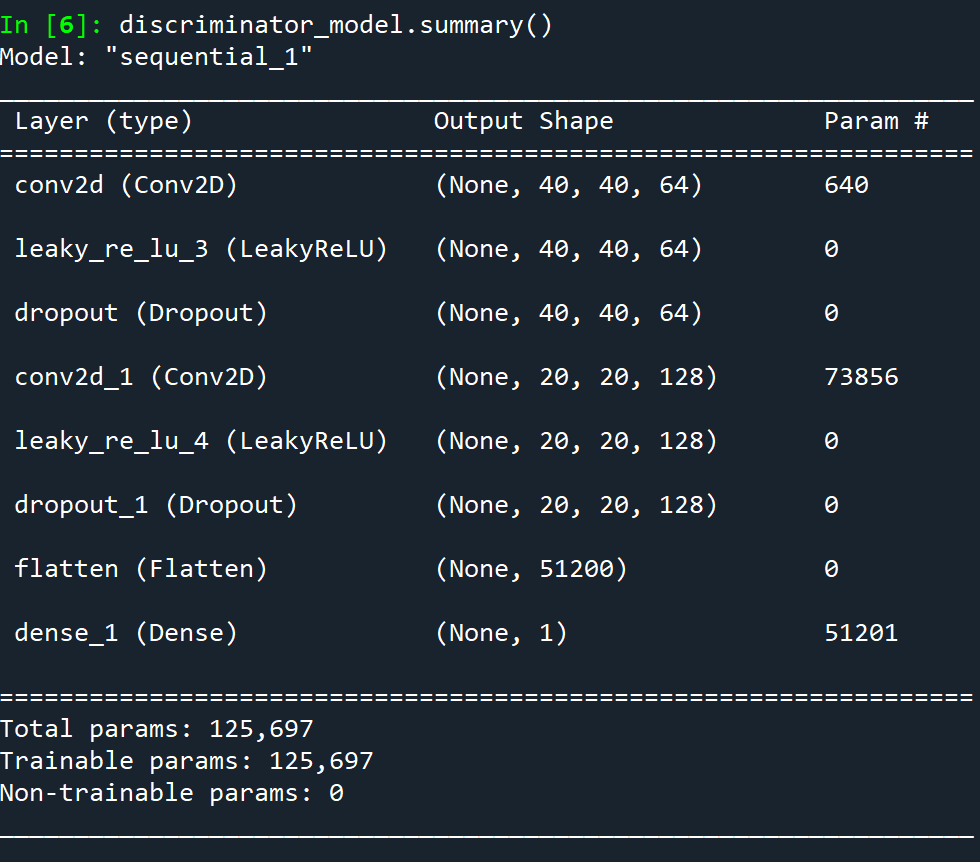 In [6]: discriminator_model.summary()
Model: "sequential_1"
_________________________________________________________________
Layer (type) Output Shape Param #
=================================================================
conv2d (Conv2D) (None, 40, 40, 64) 640
leaky_re_lu_3 (LeakyReLU) (None, 40, 40, 64) 0
dropout (Dropout) (None, 40, 40, 64) 0
conv2d_1 (Conv2D) (None, 20, 20, 128) 73856
leaky_re_lu_4 (LeakyReLU) (None, 20, 20, 128) 0
dropout_1 (Dropout) (None, 20, 20, 128) 0
flatten (Flatten) (None, 51200) 0
dense_1 (Dense) (None, 1) 51201
=================================================================
Total params: 125,697
Trainable params: 125,697
Non-trainable params: 0
_________________________________________________________________